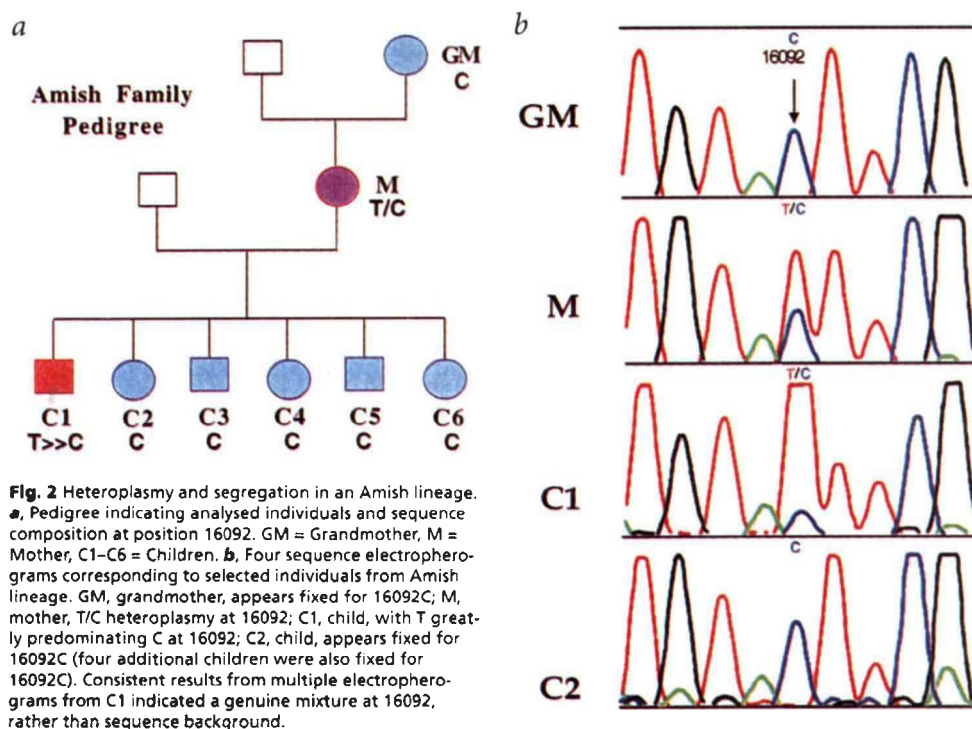 a
Amish Family
Pedigree
GM
C
M
T/C
C1 C2 C3 C4 C5 C6
T>>C C C C C C
Fig. 2 Heteroplasmy and segregation in an Amish lineage.
a, Pedigree indicating analysed individuals and sequence
composition at position 16092. GM = Grandmother, M =
Mother, C1–C6 = Children. b, Four sequence electrophero-
grams corresponding to selected individuals from Amish
lineage. GM, grandmother, appears fixed for 16092C; M,
mother, T/C heteroplasmy at 16092; C1, child, with T great-
ly predominating C at 16092; C2, child, appears fixed for
16092C (four additional children were also fixed for
16092C). Consistent results from multiple electrophero-
grams from C1 indicated a genuine mixture at 16092,
rather than sequence background.
b
C
16092
GM
T/C
M
T/C
C1
C
C2